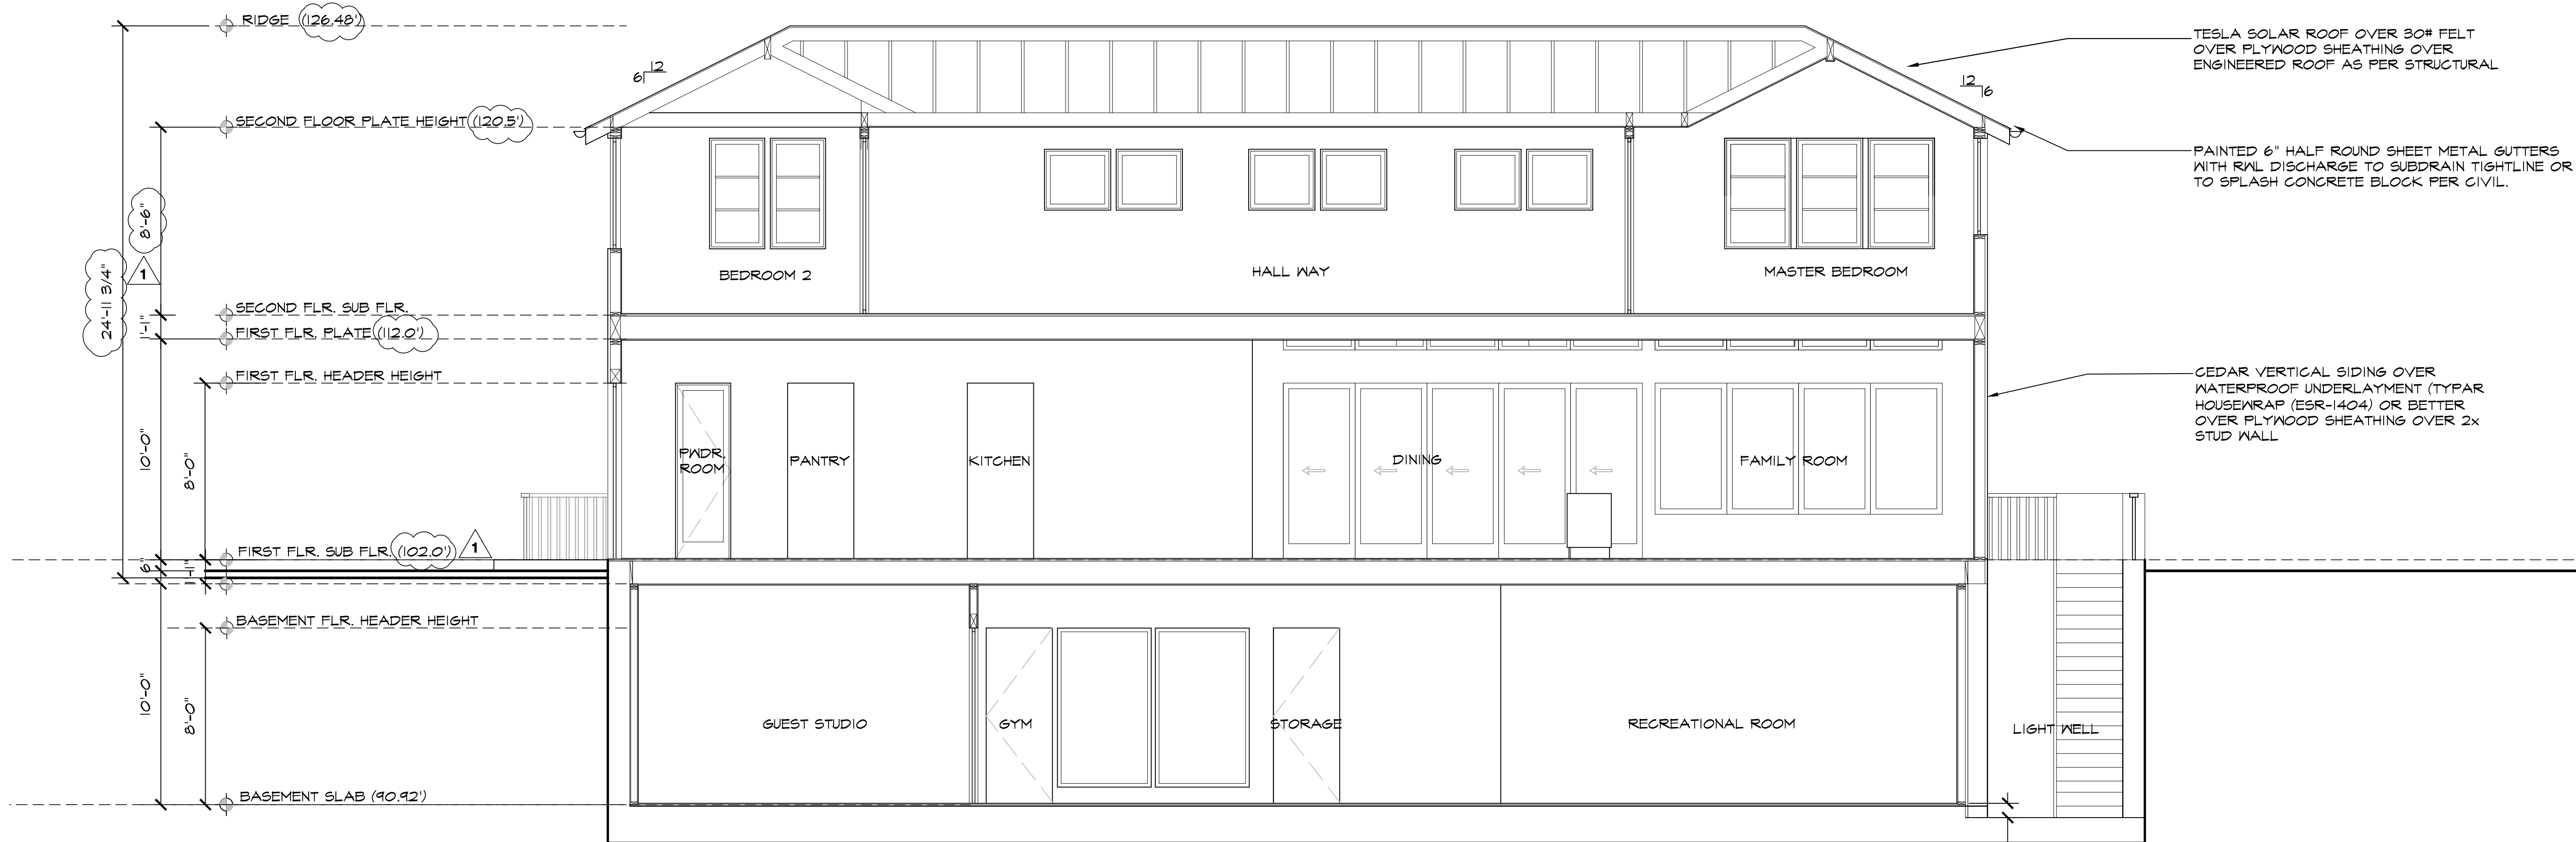 RIDGE (126.48')
TESLA SOLAR ROOF OVER 30# FELT
OVER PLYWOOD SHEATHING OVER
ENGINEERED ROOF AS PER STRUCTURAL
12
6
12
6
SECOND FLOOR PLATE HEIGHT (120.5')
PAINTED 6" HALF ROUND SHEET METAL GUTTERS
WITH RWL DISCHARGE TO SUBDRAIN TIGHTLINE OR
TO SPLASH CONCRETE BLOCK PER CIVIL.
8'-6"
1
24'-11 3/4"
BEDROOM 2
HALL WAY
MASTER BEDROOM
SECOND FLR. SUB FLR.
1'-1"
FIRST FLR. PLATE (112.0')
FIRST FLR. HEADER HEIGHT
CEDAR VERTICAL SIDING OVER
WATERPROOF UNDERLAYMENT (TYPAR
HOUSEWRAP (ESR-1404) OR BETTER
OVER PLYWOOD SHEATHING OVER 2x
STUD WALL
10'-0"
8'-0"
PWDR.
ROOM
PANTRY
KITCHEN
DINING
FAMILY ROOM
FIRST FLR. SUB FLR. (102.0')
1
6"
1'-1"
BASEMENT FLR. HEADER HEIGHT
10'-0"
8'-0"
GUEST STUDIO
GYM
STORAGE
RECREATIONAL ROOM
LIGHT WELL
BASEMENT SLAB (90.92')